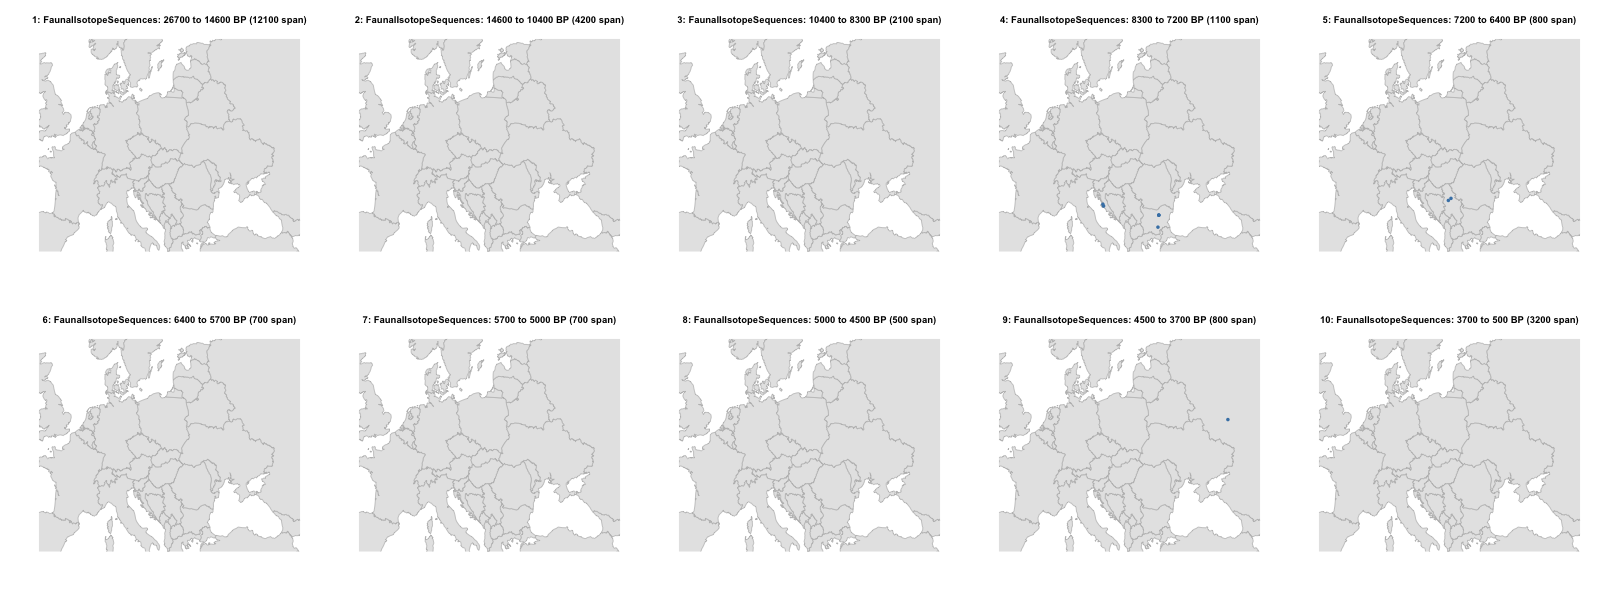 1: FaunalIsotopeSequences: 26700 to 14600 BP (12100 span)
2: FaunalIsotopeSequences: 14600 to 10400 BP (4200 span)
3: FaunalIsotopeSequences: 10400 to 8300 BP (2100 span)
4: FaunalIsotopeSequences: 8300 to 7200 BP (1100 span)
5: FaunalIsotopeSequences: 7200 to 6400 BP (800 span)
6: FaunalIsotopeSequences: 6400 to 5700 BP (700 span)
7: FaunalIsotopeSequences: 5700 to 5000 BP (700 span)
8: FaunalIsotopeSequences: 5000 to 4500 BP (500 span)
9: FaunalIsotopeSequences: 4500 to 3700 BP (800 span)
10: FaunalIsotopeSequences: 3700 to 500 BP (3200 span)